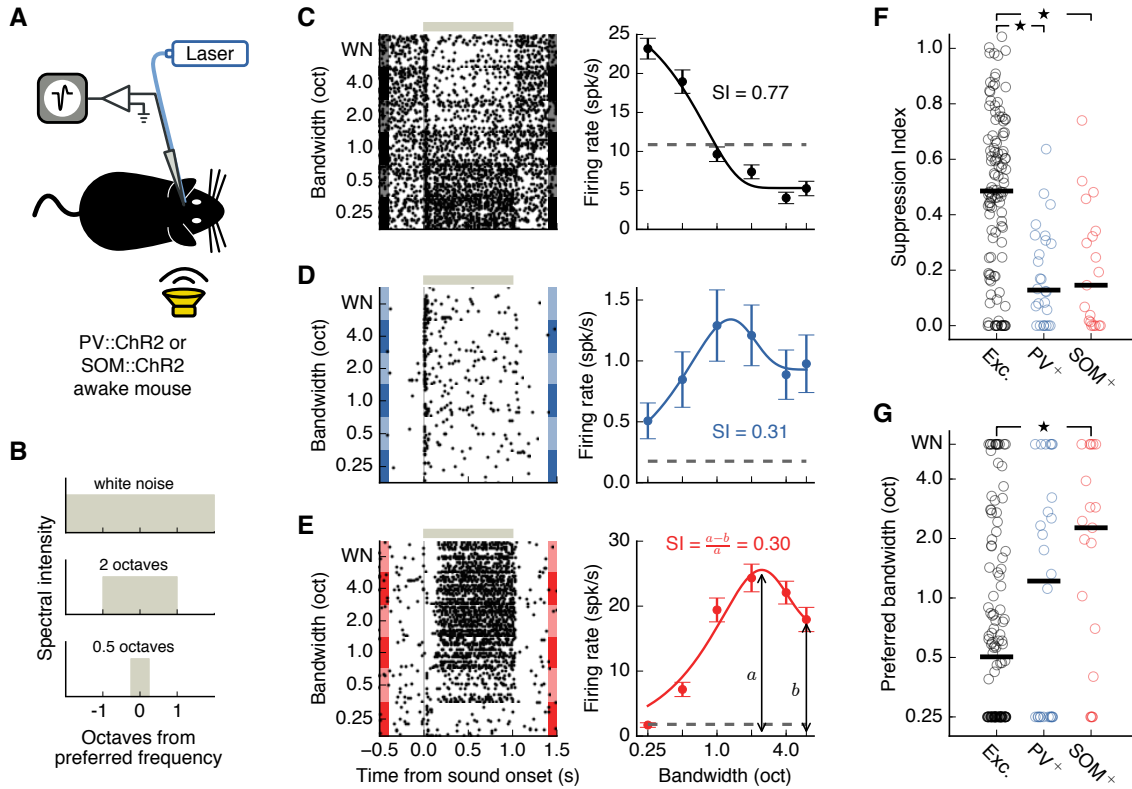 A
Laser
PV::ChR2 or
SOM::ChR2
awake mouse
B
Spectral intensity
white noise
2 octaves
0.5 octaves
-1 0 1
Octaves from
preferred frequency
C
Bandwidth (oct)
WN
4.0
2.0
1.0
0.5
0.25
Firing rate (spk/s)
25
20
15
10
5
0
SI = 0.77
D
Bandwidth (oct)
WN
4.0
2.0
1.0
0.5
0.25
Firing rate (spk/s)
1.5
1.0
0.5
0.0
SI = 0.31
E
Bandwidth (oct)
WN
4.0
2.0
1.0
0.5
0.25
−0.5 0.0 0.5 1.0 1.5
Time from sound onset (s)
Firing rate (spk/s)
30
20
10
0
SI = a−b/a = 0.30
a
b
0.25 1.0 4.0
Bandwidth (oct)
F
★
★
Suppression Index
1.0
0.8
0.6
0.4
0.2
0.0
Exc. PV+ SOM+
G
★
Preferred bandwidth (oct)
WN
4.0
2.0
1.0
0.5
0.25
Exc. PV+ SOM+